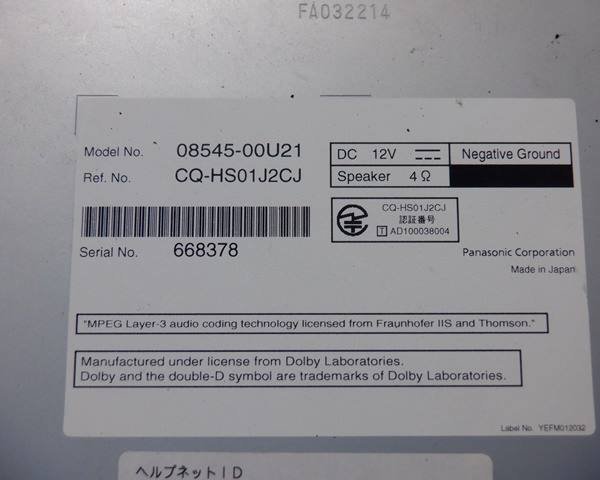 FA032214
Model No. 08545-00U21
Ref. No. CQ-HS01J2CJ
Serial No. 668378
DC 12V Negative Ground
Speaker 4 Ω
CQ-HS01J2CJ
認証番号
T AD100038004
Panasonic Corporation
Made in Japan
"MPEG Layer-3 audio coding technology licensed from Fraunhofer IIS and Thomson."
Manufactured under license from Dolby Laboratories.
Dolby and the double-D symbol are trademarks of Dolby Laboratories.
Label No. YEFM012032
ヘルプネットID